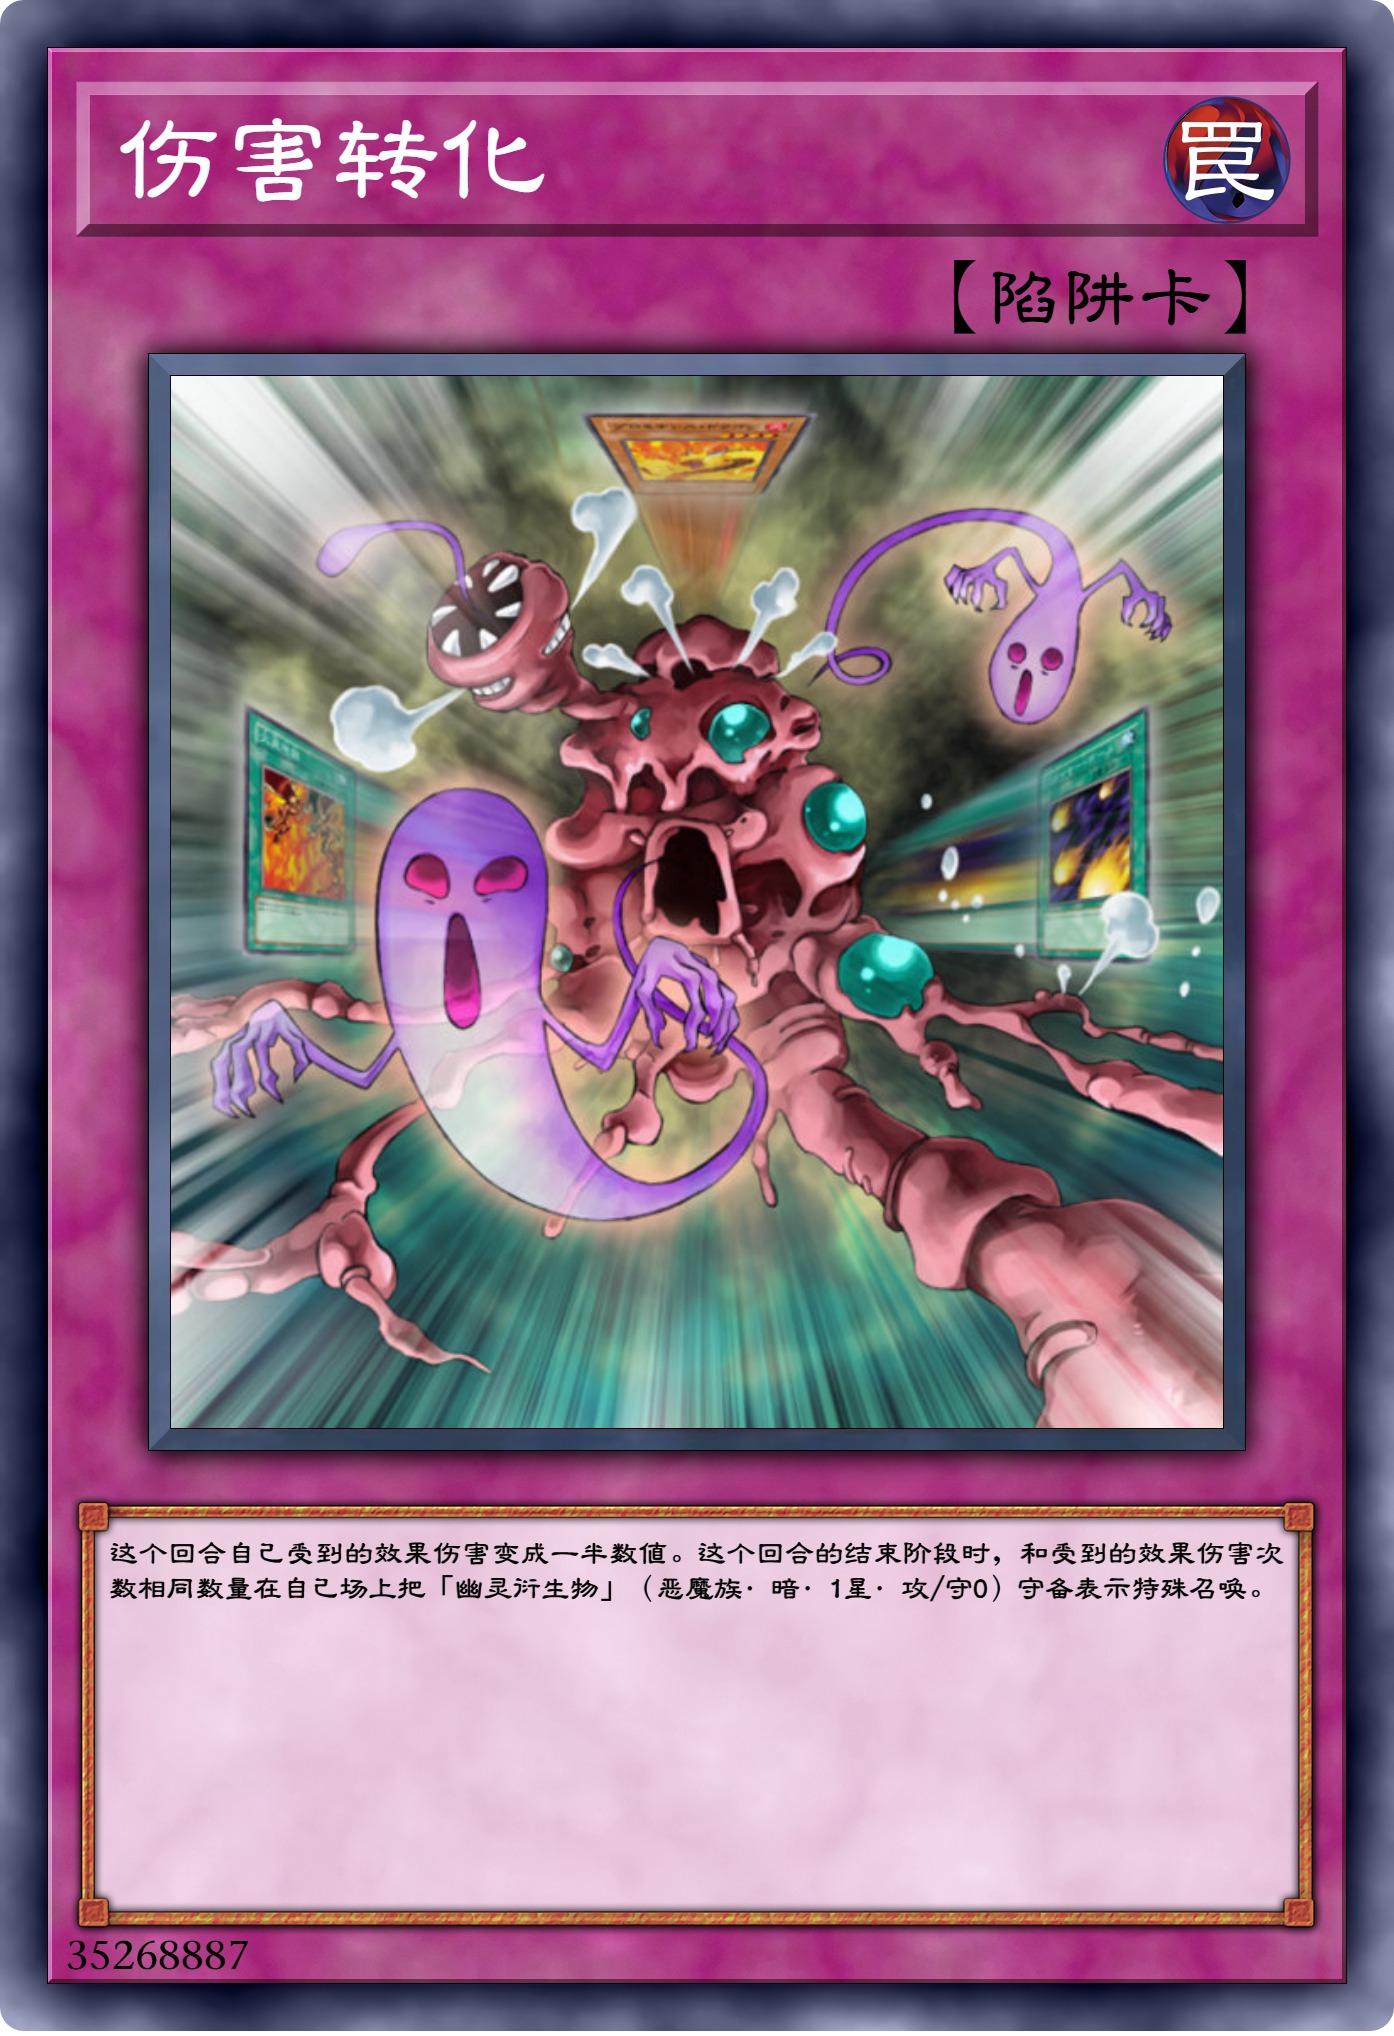 伤害转化
罠
【陷阱卡】
这个回合自己受到的效果伤害变成一半数值。这个回合的结束阶段时，和受到的效果伤害次
数相同数量在自己场上把「幽灵衍生物」（恶魔族·暗·1星·攻/守0）守备表示特殊召唤。
35268887